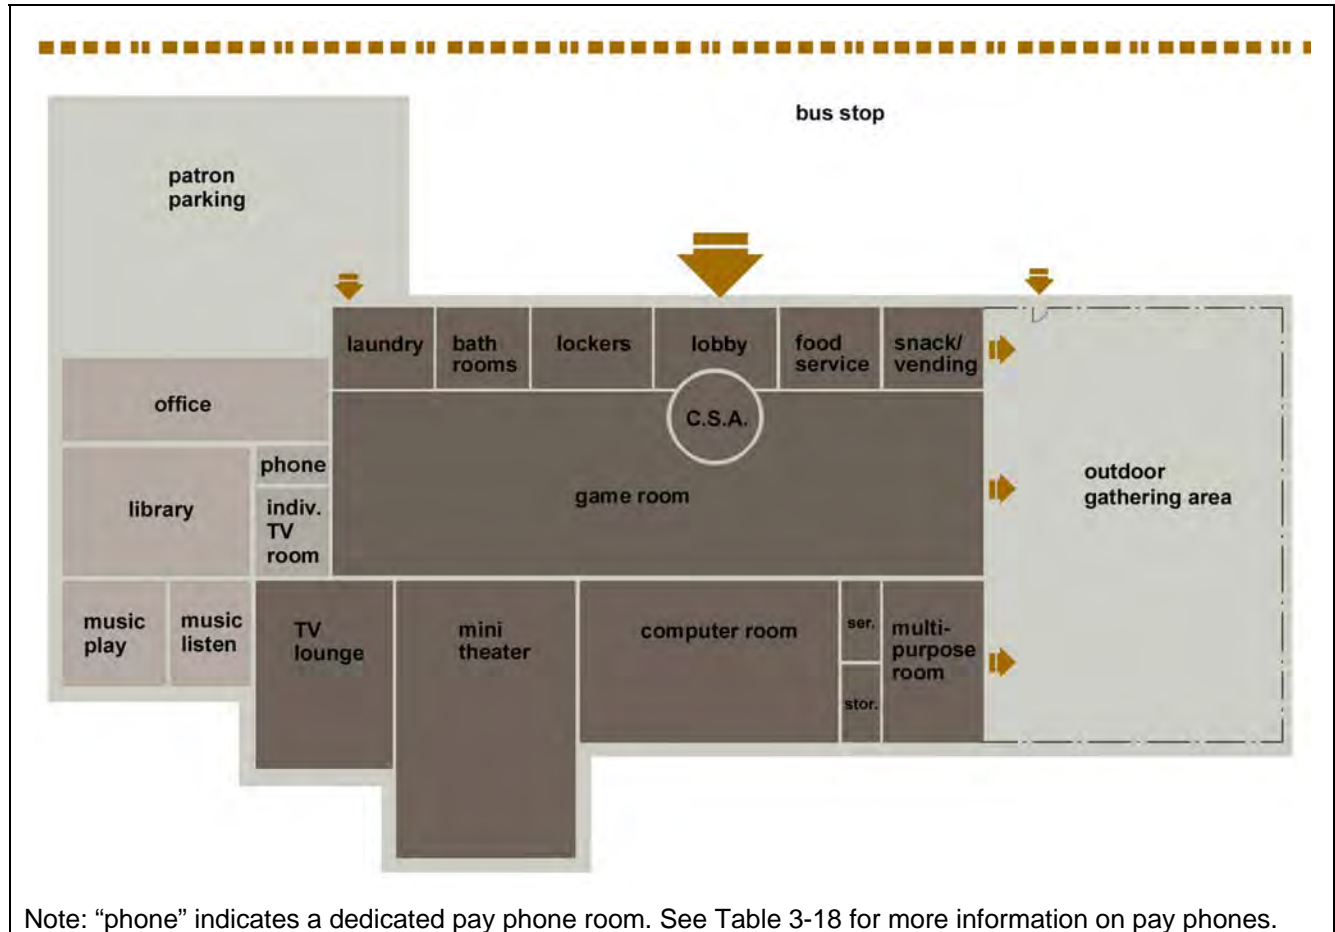 bus stop
patron
parking
laundry
bath
rooms
lockers
lobby
food
service
snack/
vending
office
C.S.A.
phone
library
indiv.
TV
room
game room
outdoor
gathering area
music
play
music
listen
TV
lounge
mini
theater
computer room
ser.
stor.
multi-
purpose
room
Note: “phone” indicates a dedicated pay phone room. See Table 3-18 for more information on pay phones.